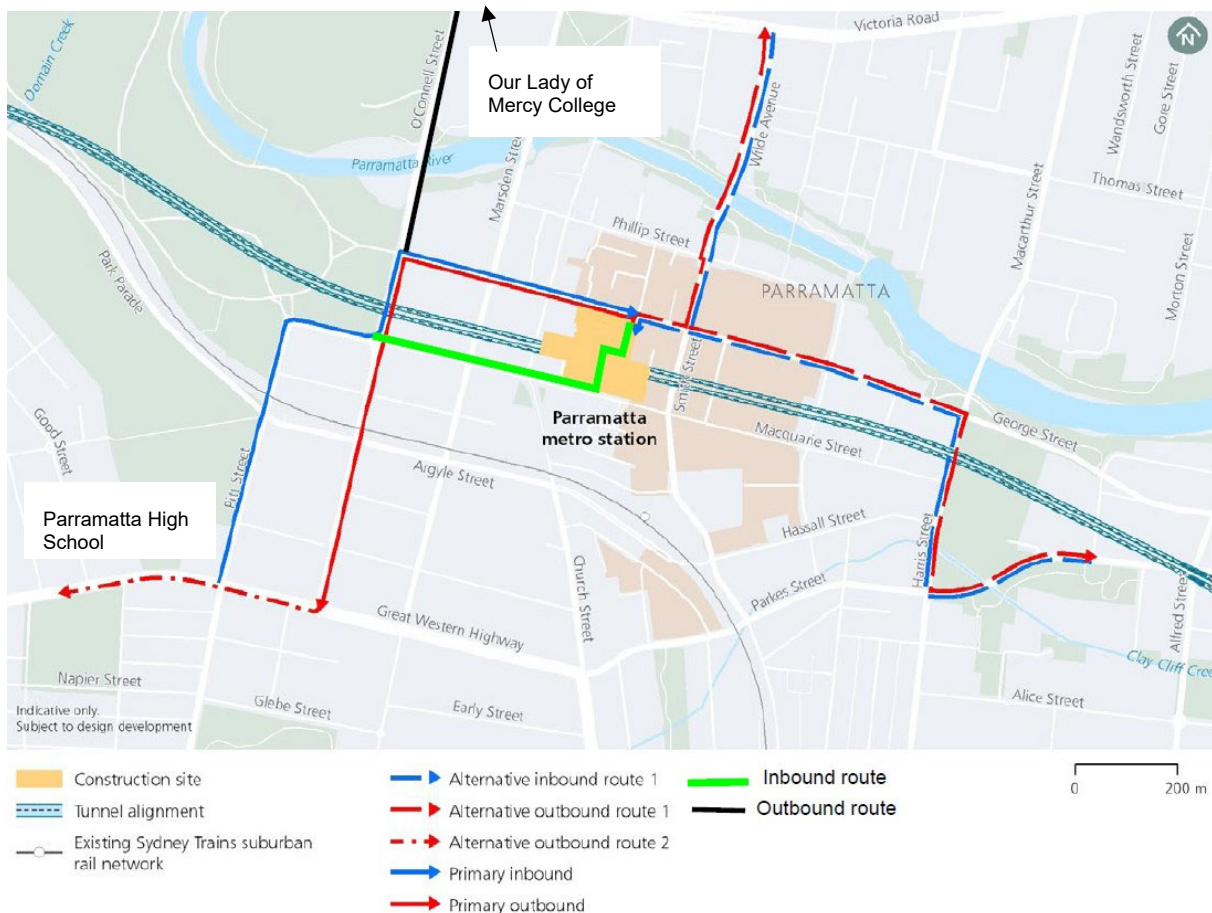 Victoria Road
N
Domain Creek
O'Connell Street
Our Lady of
Mercy College
Parramatta River
Marsden Street
Wilde Avenue
Wandsworth Street
Gore Street
Thomas Street
Macarthur Street
Morton Street
Phillip Street
PARRAMATTA
Park Parade
Smith Street
George Street
Parramatta
metro station
Macquarie Street
Good Street
Pitt Street
Argyle Street
Hassall Street
Parramatta High
School
Church Street
Parkes Street
Harris Street
Alfred Street
Great Western Highway
Clay Cliff Creek
Napier Street
Glebe Street
Early Street
Alice Street
Indicative only.
Subject to design development
Construction site
Tunnel alignment
Existing Sydney Trains suburban
rail network
Alternative inbound route 1
Alternative outbound route 1
Alternative outbound route 2
Primary inbound
Primary outbound
Inbound route
Outbound route
0 200 m